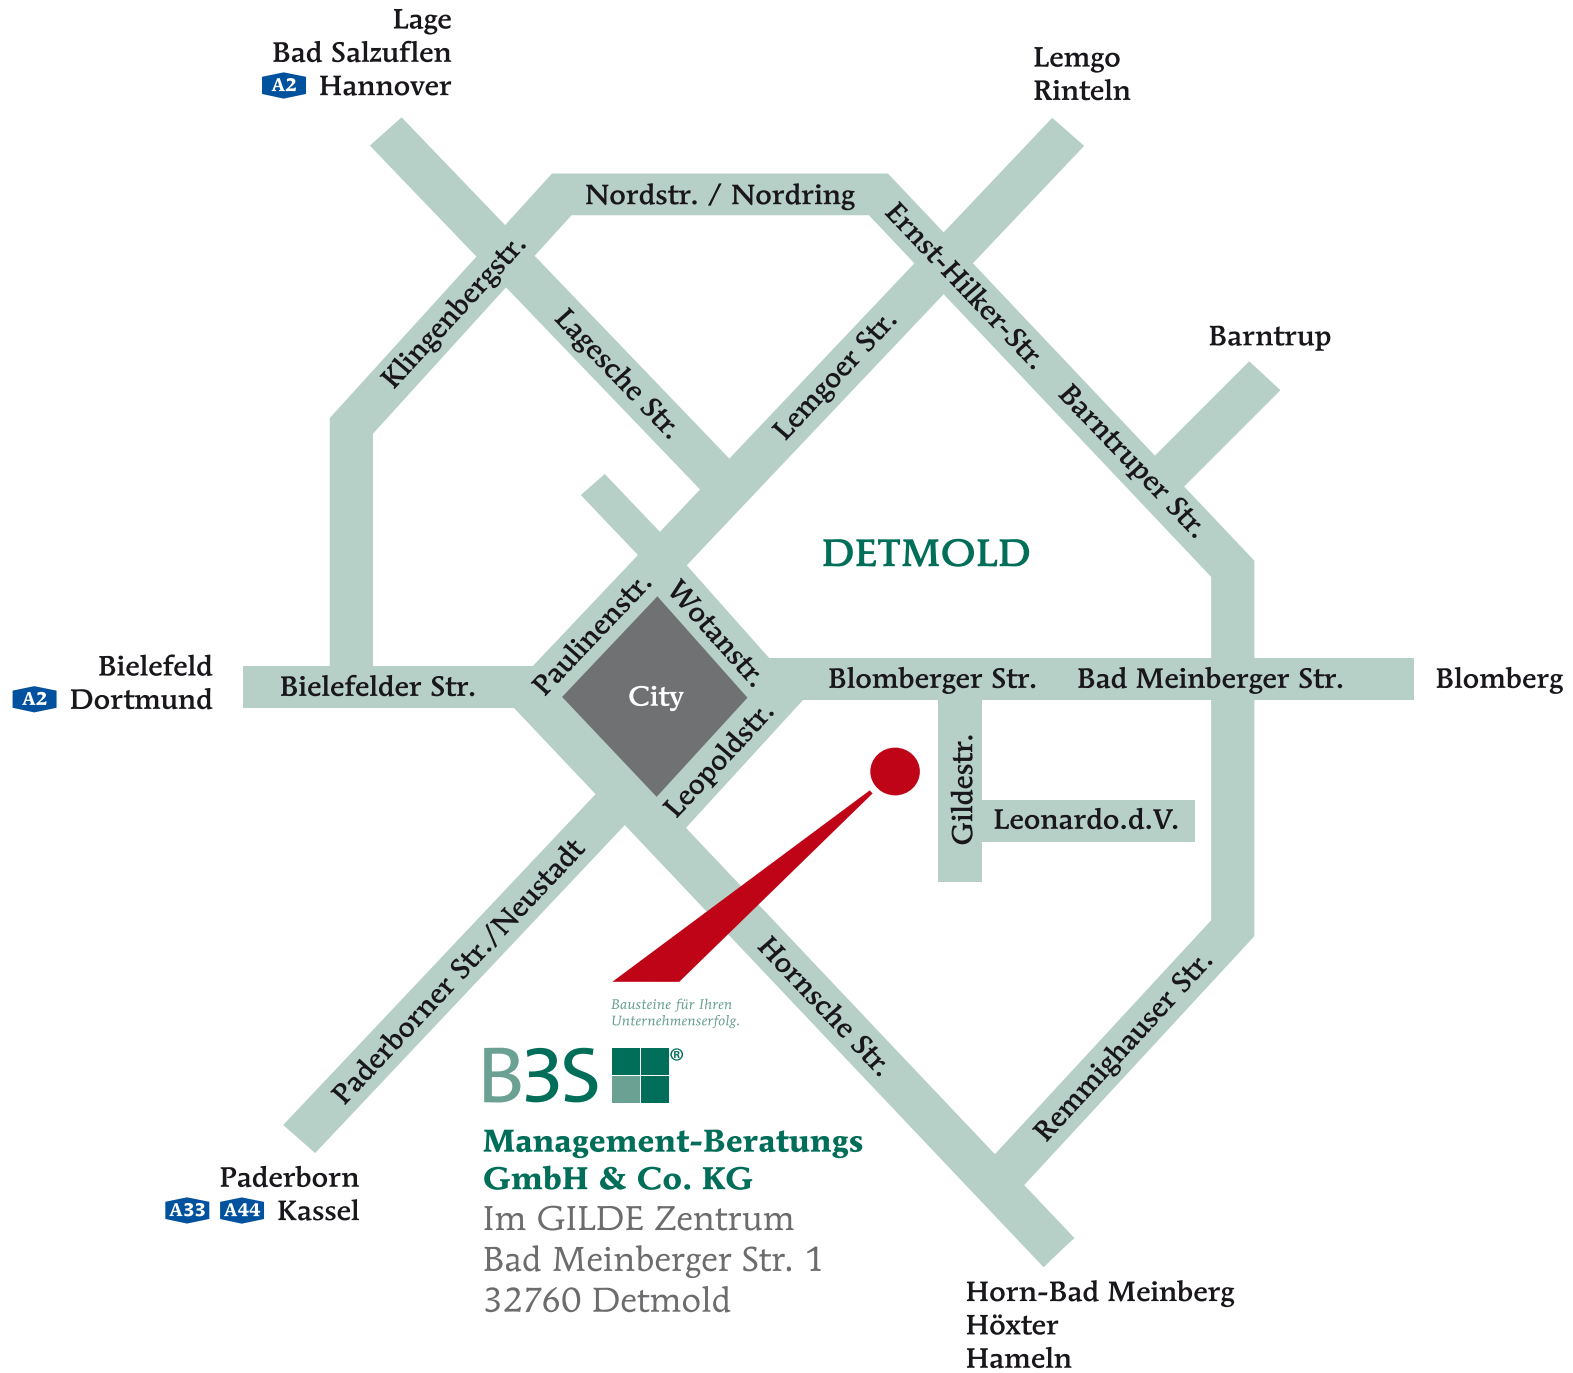 Lage
Bad Salzuflen
A2 Hannover
Lemgo
Rinteln
Nordstr. / Nordring
Ernst-Hilker-Str.
Klingenbergstr.
Lagesche Str.
Lemgoer Str.
Barntrup
Barntruper Str.
DETMOLD
Paulinenstr.
Wotanstr.
Bielefeld
A2 Dortmund
Bielefelder Str.
City
Blomberger Str.
Bad Meinberger Str.
Blomberg
Leopoldstr.
Gildestr.
Leonardo.d.V.
Paderborner Str./Neustadt
Hornsche Str.
Remmighauser Str.
Bausteine für Ihren
Unternehmenserfolg.
B3S ®
Management-Beratungs
GmbH & Co. KG
Im GILDE Zentrum
Bad Meinberger Str. 1
32760 Detmold
Paderborn
A33 A44 Kassel
Horn-Bad Meinberg
Höxter
Hameln